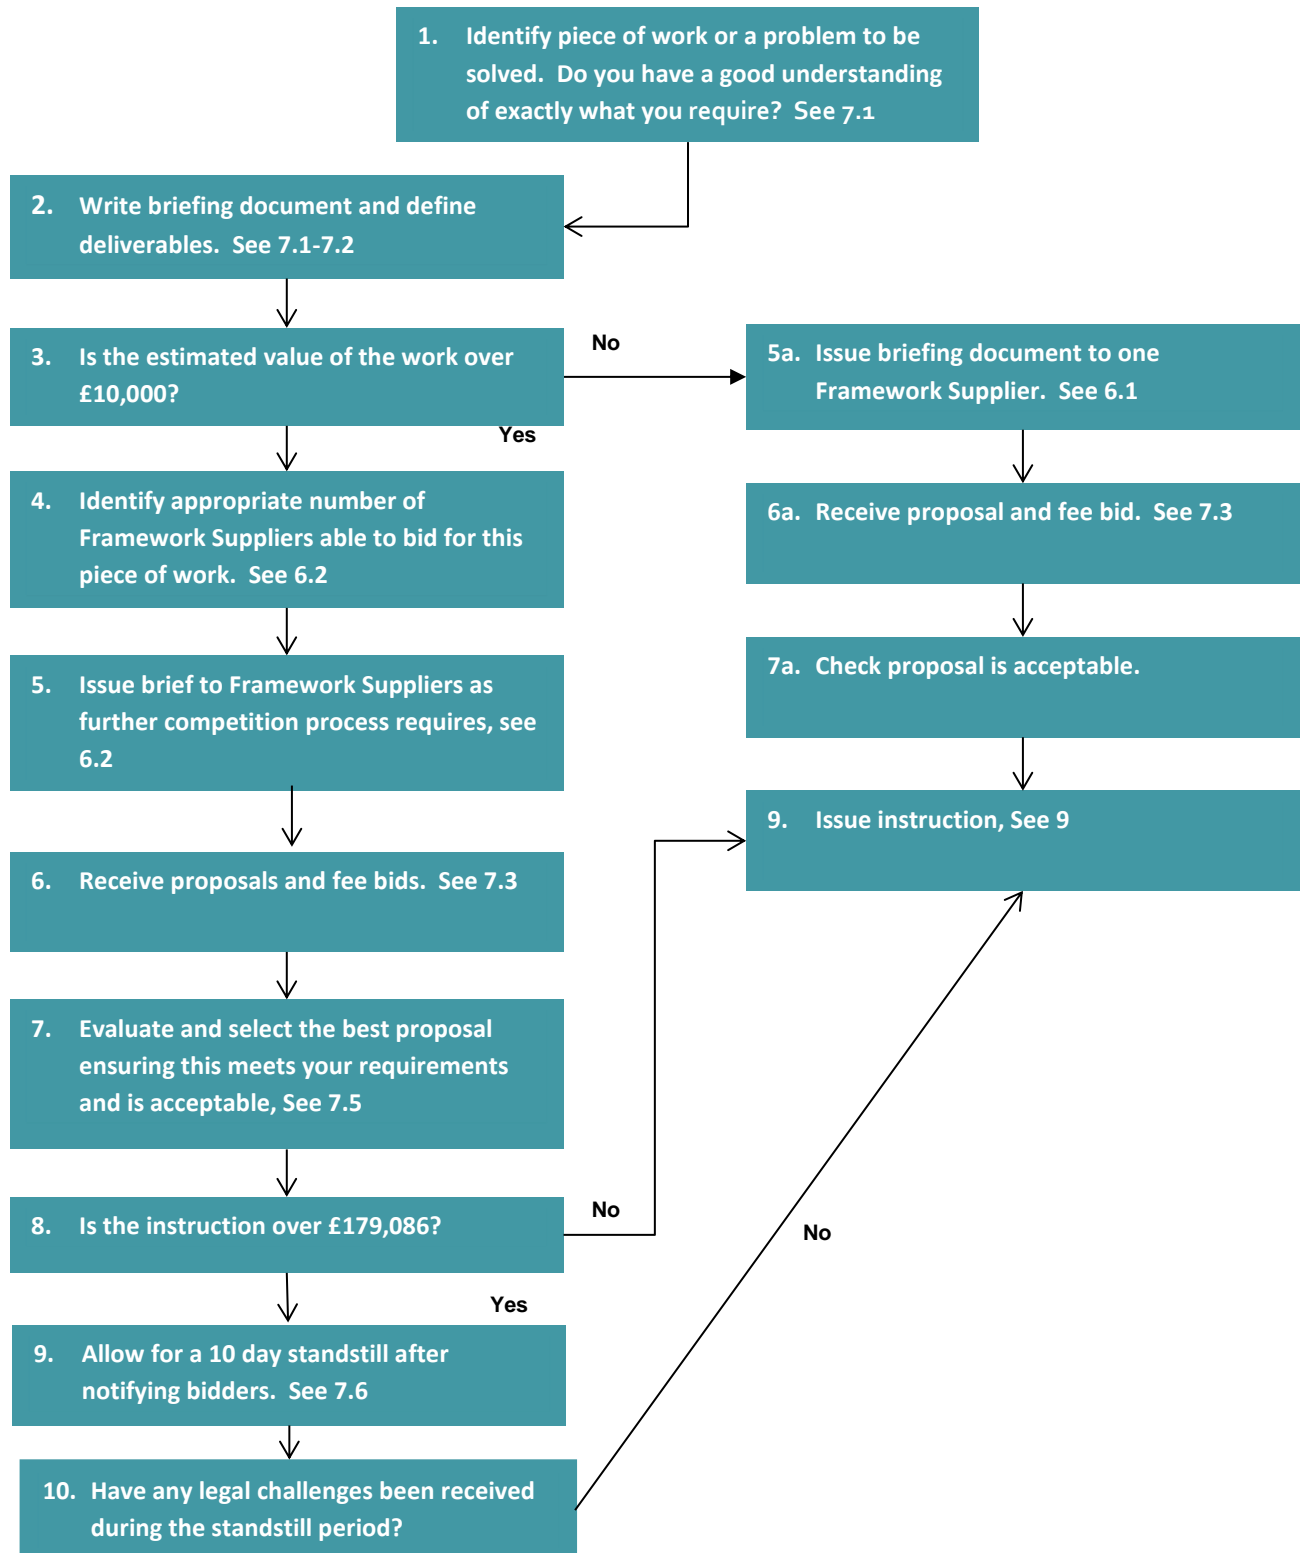 1. Identify piece of work or a problem to be
solved. Do you have a good understanding
of exactly what you require? See 7.1
2. Write briefing document and define
deliverables. See 7.1-7.2
3. Is the estimated value of the work over
£10,000?
No
Yes
5a. Issue briefing document to one
Framework Supplier. See 6.1
4. Identify appropriate number of
Framework Suppliers able to bid for this
piece of work. See 6.2
6a. Receive proposal and fee bid. See 7.3
5. Issue brief to Framework Suppliers as
further competition process requires, see
6.2
7a. Check proposal is acceptable.
9. Issue instruction, See 9
6. Receive proposals and fee bids. See 7.3
7. Evaluate and select the best proposal
ensuring this meets your requirements
and is acceptable, See 7.5
8. Is the instruction over £179,086?
No
No
Yes
9. Allow for a 10 day standstill after
notifying bidders. See 7.6
10. Have any legal challenges been received
during the standstill period?